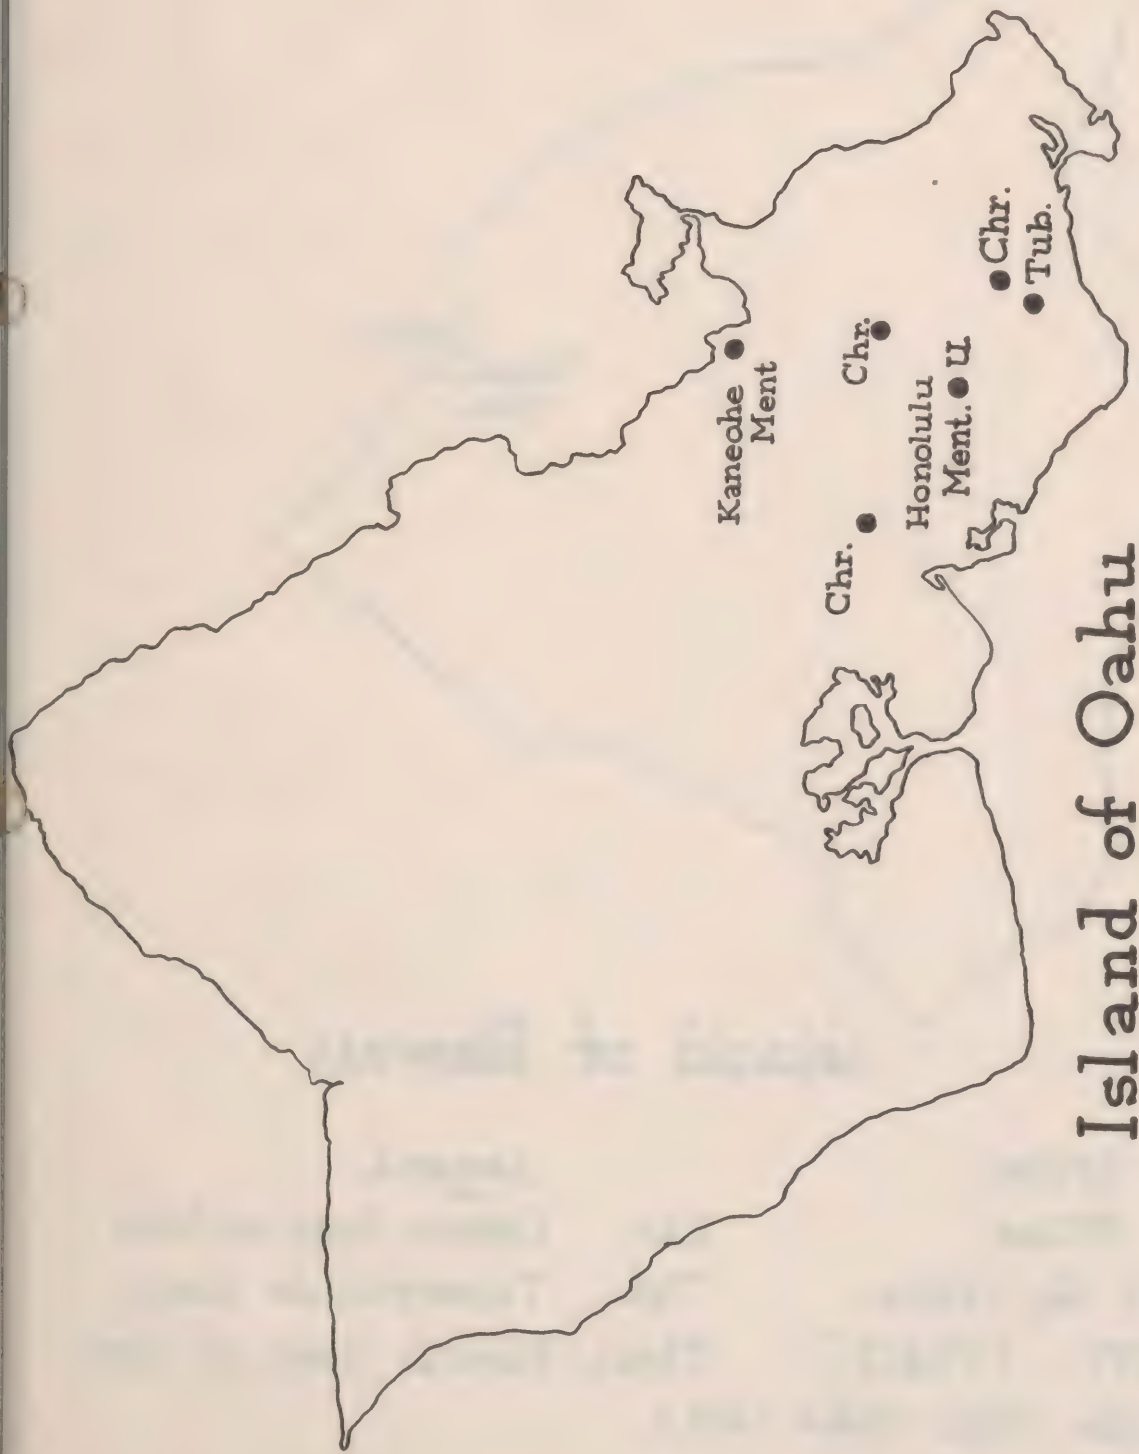 Kaneohe
Ment
Chr.
Chr.
Honolulu
Ment. U.
Chr.
Tub.
Island of Oahu